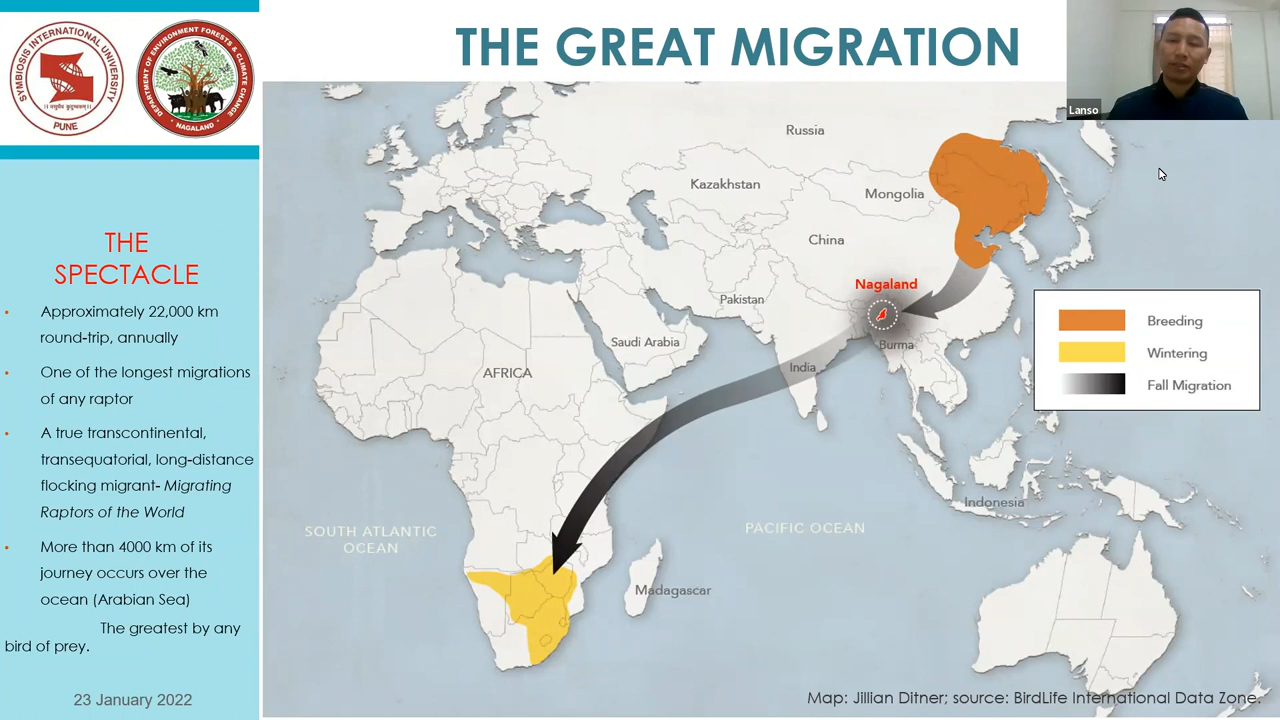 SYMBIOSIS INTERNATIONAL UNIVERSITY
॥ वसुधैव कुटुम्बकम् ॥
PUNE
DEPARTMENT OF ENVIRONMENT FORESTS & CLIMATE CHANGE
• NAGALAND •
THE GREAT MIGRATION
Lanso
THE
SPECTACLE
• Approximately 22,000 km
round-trip, annually
• One of the longest migrations
of any raptor
• A true transcontinental,
transequatorial, long-distance
flocking migrant- Migrating
Raptors of the World
• More than 4000 km of its
journey occurs over the
ocean (Arabian Sea)
The greatest by any
bird of prey.
23 January 2022
Russia
Kazakhstan
Mongolia
China
Nagaland
Pakistan
Saudi Arabia
Burma
India
AFRICA
Breeding
Wintering
Fall Migration
Indonesia
SOUTH ATLANTIC
OCEAN
PACIFIC OCEAN
Madagascar
Map: Jillian Ditner; source: BirdLife International Data Zone.